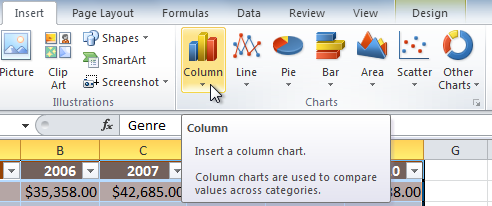 Insert Page Layout Formulas Data Review View Design
Picture Clip Art Shapes SmartArt Screenshot
Column Line Pie Bar Area Scatter Other Charts
Illustrations Charts
fx Genre
Column
Insert a column chart.
Column charts are used to compare
values across categories.
B C G
2006 2007 0
$35,358.00 $42,685.00 8.00